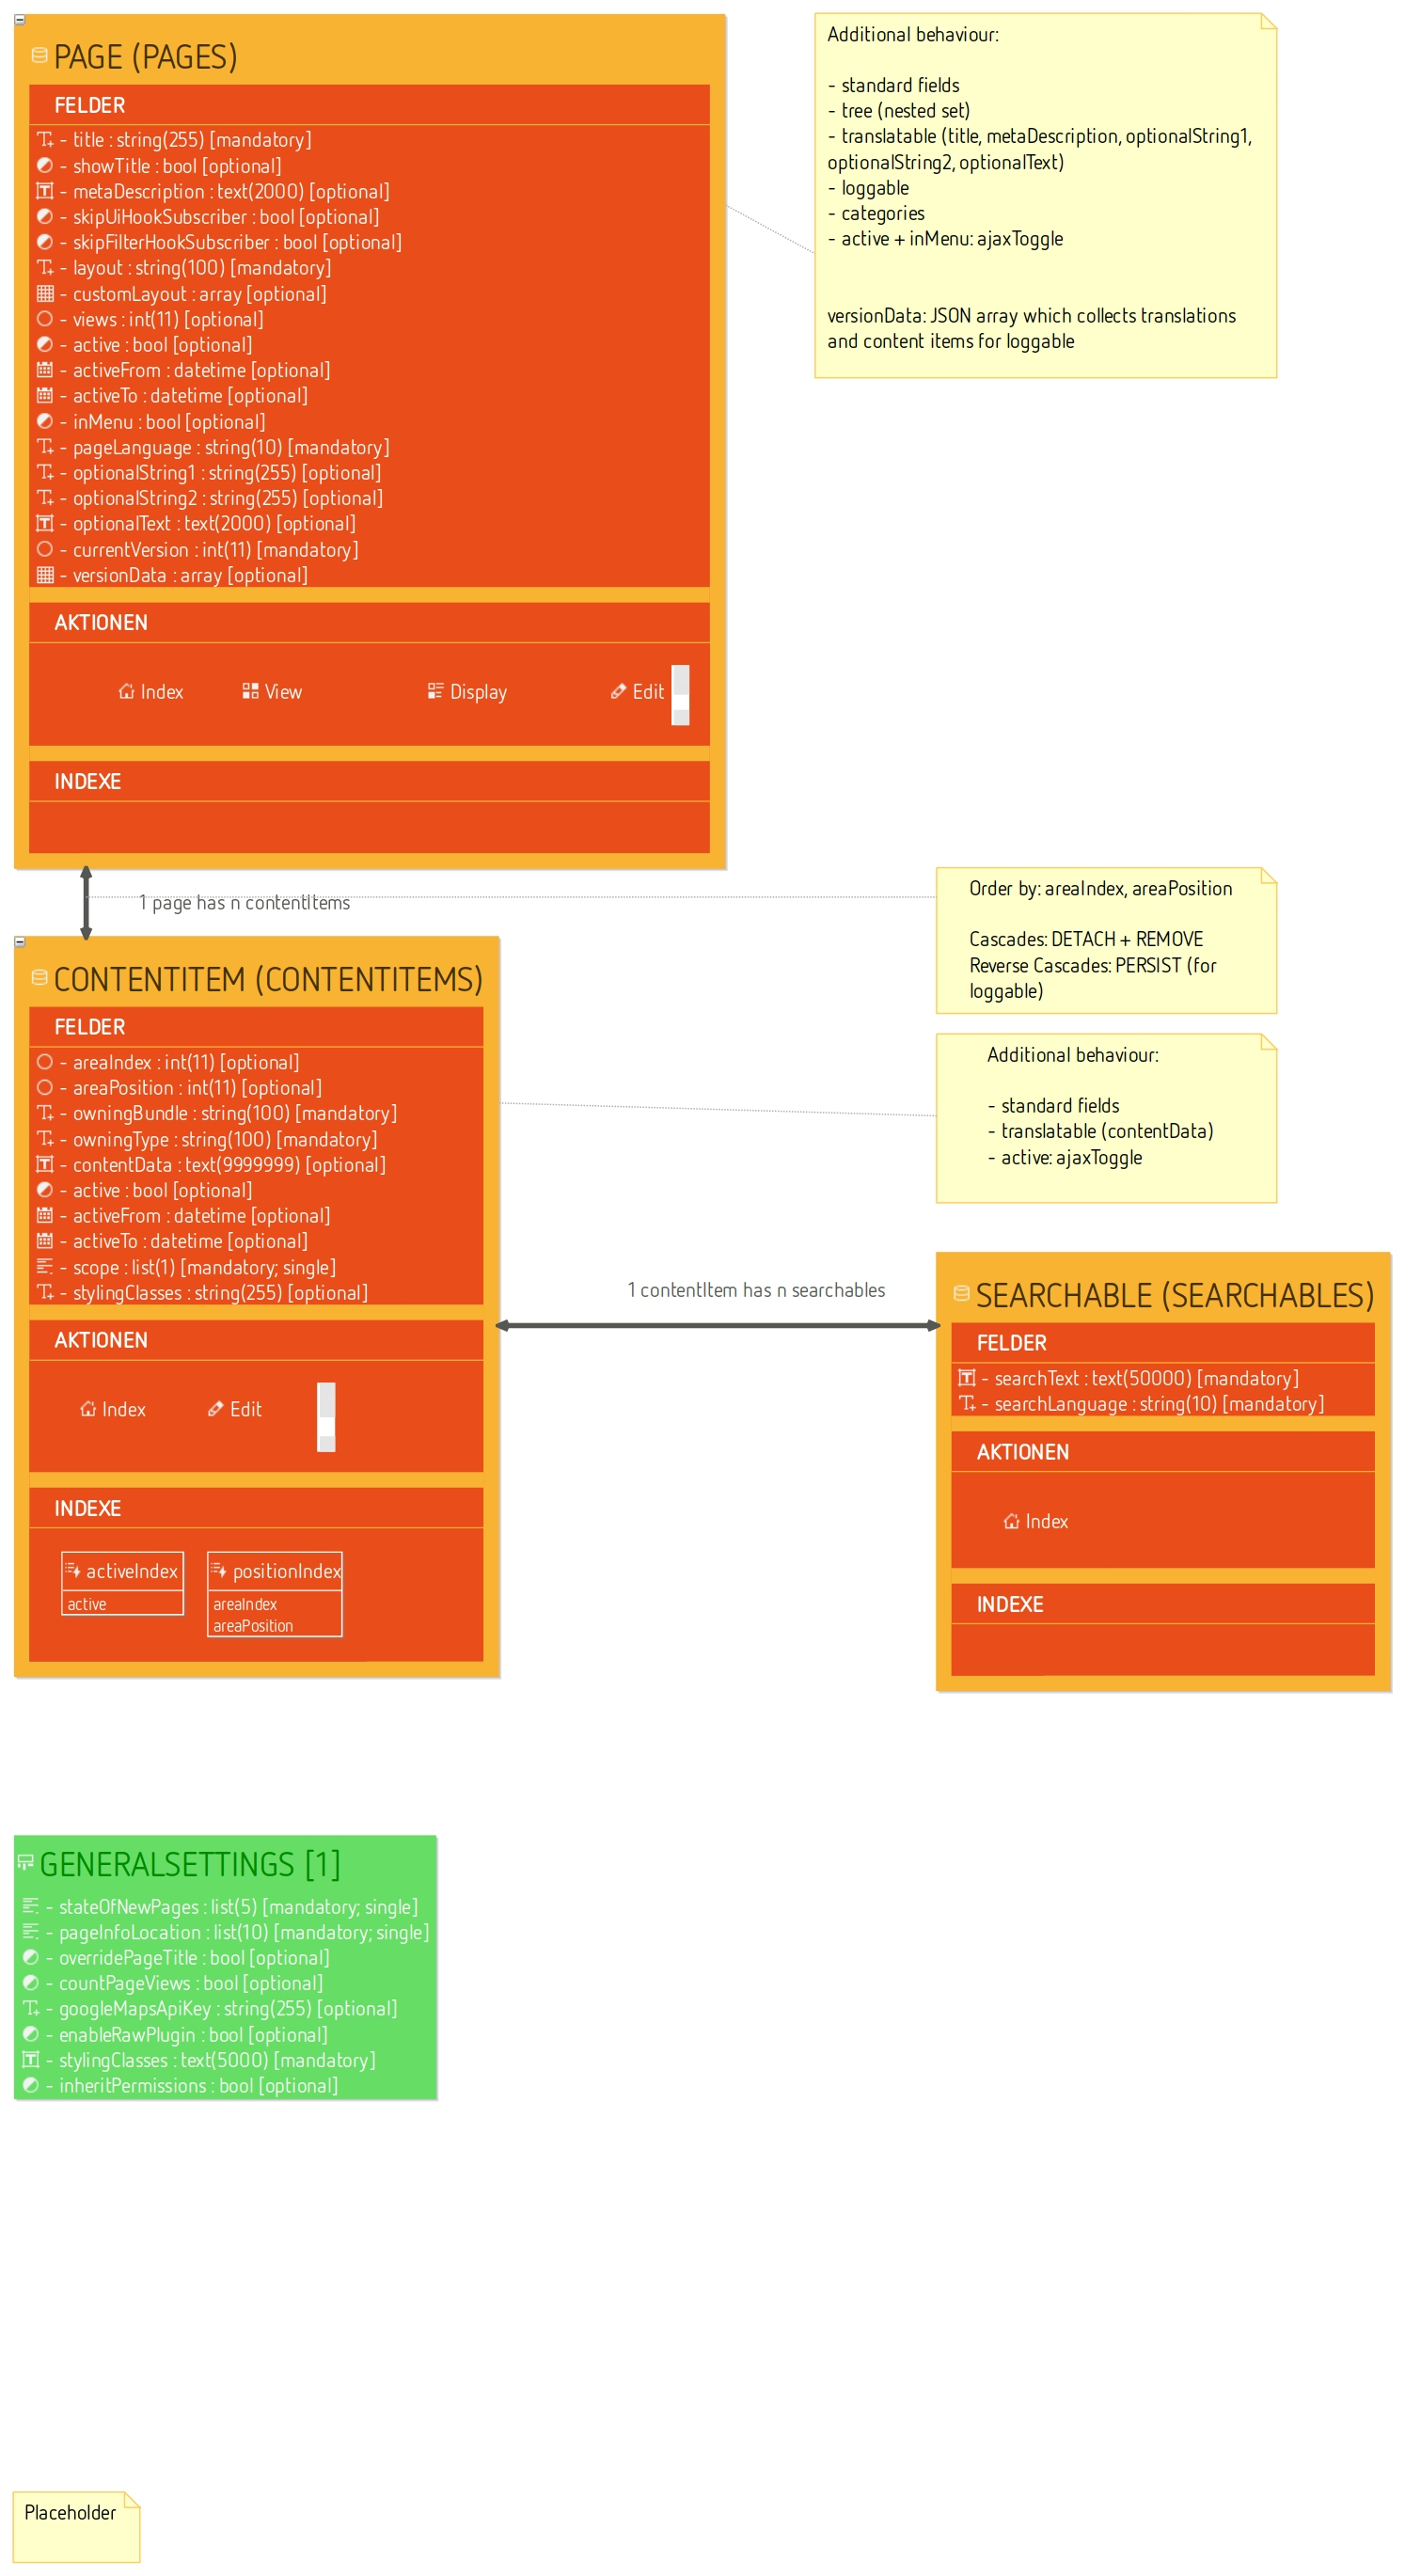 PAGE (PAGES)
FELDER
- title : string(255) [mandatory]
- showTitle : bool [optional]
- metaDescription : text(2000) [optional]
- skipUiHookSubscriber : bool [optional]
- skipFilterHookSubscriber : bool [optional]
- layout : string(100) [mandatory]
- customLayout : array [optional]
- views : int(11) [optional]
- active : bool [optional]
- activeFrom : datetime [optional]
- activeTo : datetime [optional]
- inMenu : bool [optional]
- pageLanguage : string(10) [mandatory]
- optionalString1 : string(255) [optional]
- optionalString2 : string(255) [optional]
- optionalText : text(2000) [optional]
- currentVersion : int(11) [mandatory]
- versionData : array [optional]
AKTIONEN
Index View Display Edit
INDEXE
Additional behaviour:
- standard fields
- tree (nested set)
- translatable (title, metaDescription, optionalString1,
optionalString2, optionalText)
- loggable
- categories
- active + inMenu: ajaxToggle
versionData: JSON array which collects translations
and content items for loggable
1 page has n contentItems
Order by: areaIndex, areaPosition
Cascades: DETACH + REMOVE
Reverse Cascades: PERSIST (for
loggable)
CONTENTITEM (CONTENTITEMS)
FELDER
- areaIndex : int(11) [optional]
- areaPosition : int(11) [optional]
- owningBundle : string(100) [mandatory]
- owningType : string(100) [mandatory]
- contentData : text(9999999) [optional]
- active : bool [optional]
- activeFrom : datetime [optional]
- activeTo : datetime [optional]
- scope : list(1) [mandatory; single]
- stylingClasses : string(255) [optional]
AKTIONEN
Index Edit
INDEXE
activeIndex
active
positionIndex
areaIndex
areaPosition
Additional behaviour:
- standard fields
- translatable (contentData)
- active: ajaxToggle
1 contentItem has n searchables
SEARCHABLE (SEARCHABLES)
FELDER
- searchText : text(50000) [mandatory]
- searchLanguage : string(10) [mandatory]
AKTIONEN
Index
INDEXE
GENERALSETTINGS [1]
- stateOfNewPages : list(5) [mandatory; single]
- pageInfoLocation : list(10) [mandatory; single]
- overridePageTitle : bool [optional]
- countPageViews : bool [optional]
- googleMapsApiKey : string(255) [optional]
- enableRawPlugin : bool [optional]
- stylingClasses : text(5000) [mandatory]
- inheritPermissions : bool [optional]
Placeholder